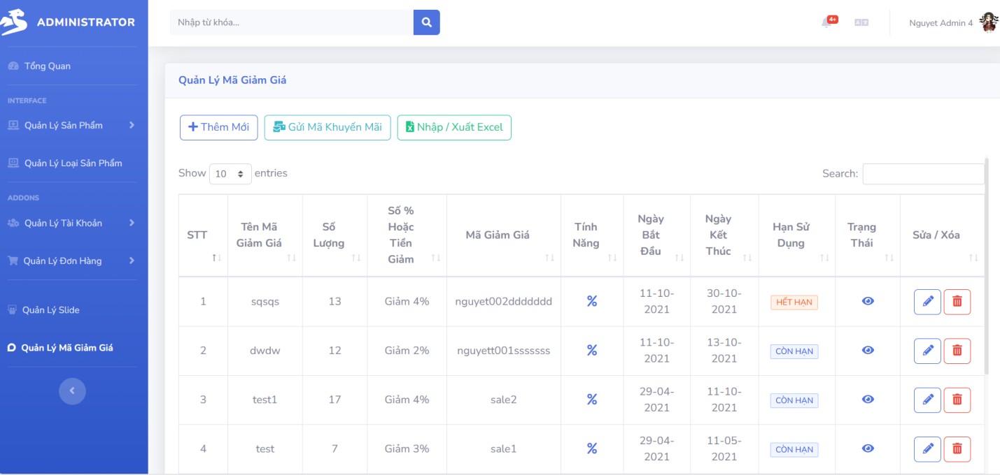 ADMINISTRATOR
Nhập từ khóa...
4+
Nguyet Admin 4
Tổng Quan
INTERFACE
Quản Lý Sản Phẩm
Quản Lý Loại Sản Phẩm
ADDONS
Quản Lý Tài Khoản
Quản Lý Đơn Hàng
Quản Lý Slide
Quản Lý Mã Giảm Giá
Quản Lý Mã Giảm Giá
Thêm Mới
Gửi Mã Khuyến Mãi
Nhập / Xuất Excel
Show 10 entries
Search:
STT
Tên Mã
Giảm Giá
Số
Lượng
Số %
Hoặc
Tiền
Giảm
Mã Giảm Giá
Tính
Năng
Ngày
Bắt
Đầu
Ngày
Kết
Thúc
Hạn Sử
Dụng
Trạng
Thái
Sửa / Xóa
1
sqsqs
13
Giảm 4%
nguyet002ddddddd
%
11-10-
2021
30-10-
2021
HẾT HẠN
2
dwdw
12
Giảm 2%
nguyett001sssssss
%
11-10-
2021
13-10-
2021
CÒN HẠN
3
test1
17
Giảm 4%
sale2
%
29-04-
2021
11-10-
2021
CÒN HẠN
4
test
7
Giảm 3%
sale1
%
29-04-
2021
11-05-
2021
CÒN HẠN